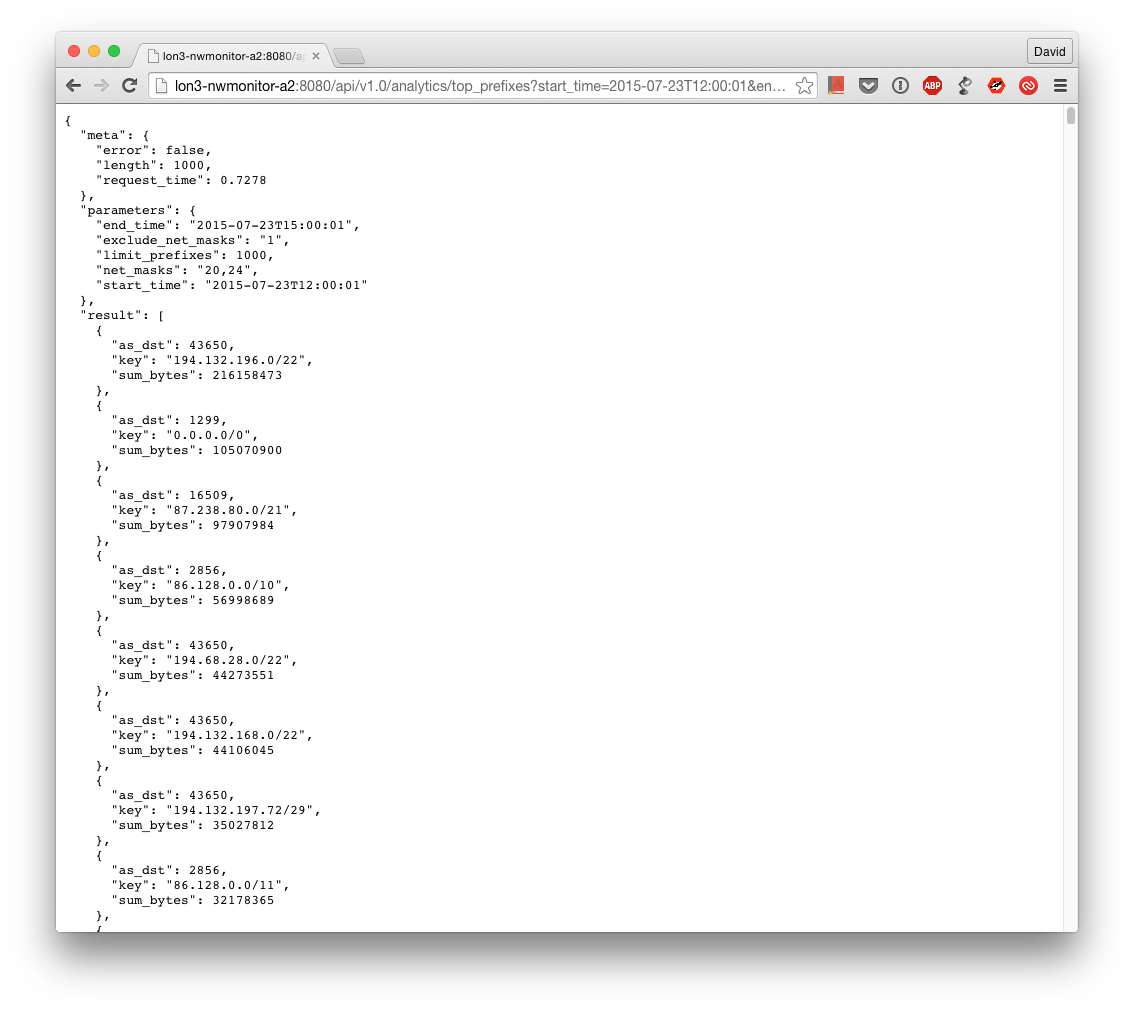 lon3-nwmonitor-a2:8080/a
David
lon3-nwmonitor-a2:8080/api/v1.0/analytics/top_prefixes?start_time=2015-07-23T12:00:01&en...
ABP
{
"meta": {
"error": false,
"length": 1000,
"request_time": 0.7278
},
"parameters": {
"end_time": "2015-07-23T15:00:01",
"exclude_net_masks": "1",
"limit_prefixes": 1000,
"net_masks": "20,24",
"start_time": "2015-07-23T12:00:01"
},
"result": [
{
"as_dst": 43650,
"key": "194.132.196.0/22",
"sum_bytes": 216158473
},
{
"as_dst": 1299,
"key": "0.0.0.0/0",
"sum_bytes": 105070900
},
{
"as_dst": 16509,
"key": "87.238.80.0/21",
"sum_bytes": 97907984
},
{
"as_dst": 2856,
"key": "86.128.0.0/10",
"sum_bytes": 56998689
},
{
"as_dst": 43650,
"key": "194.68.28.0/22",
"sum_bytes": 44273551
},
{
"as_dst": 43650,
"key": "194.132.168.0/22",
"sum_bytes": 44106045
},
{
"as_dst": 43650,
"key": "194.132.197.72/29",
"sum_bytes": 35027812
},
{
"as_dst": 2856,
"key": "86.128.0.0/11",
"sum_bytes": 32178365
},
{